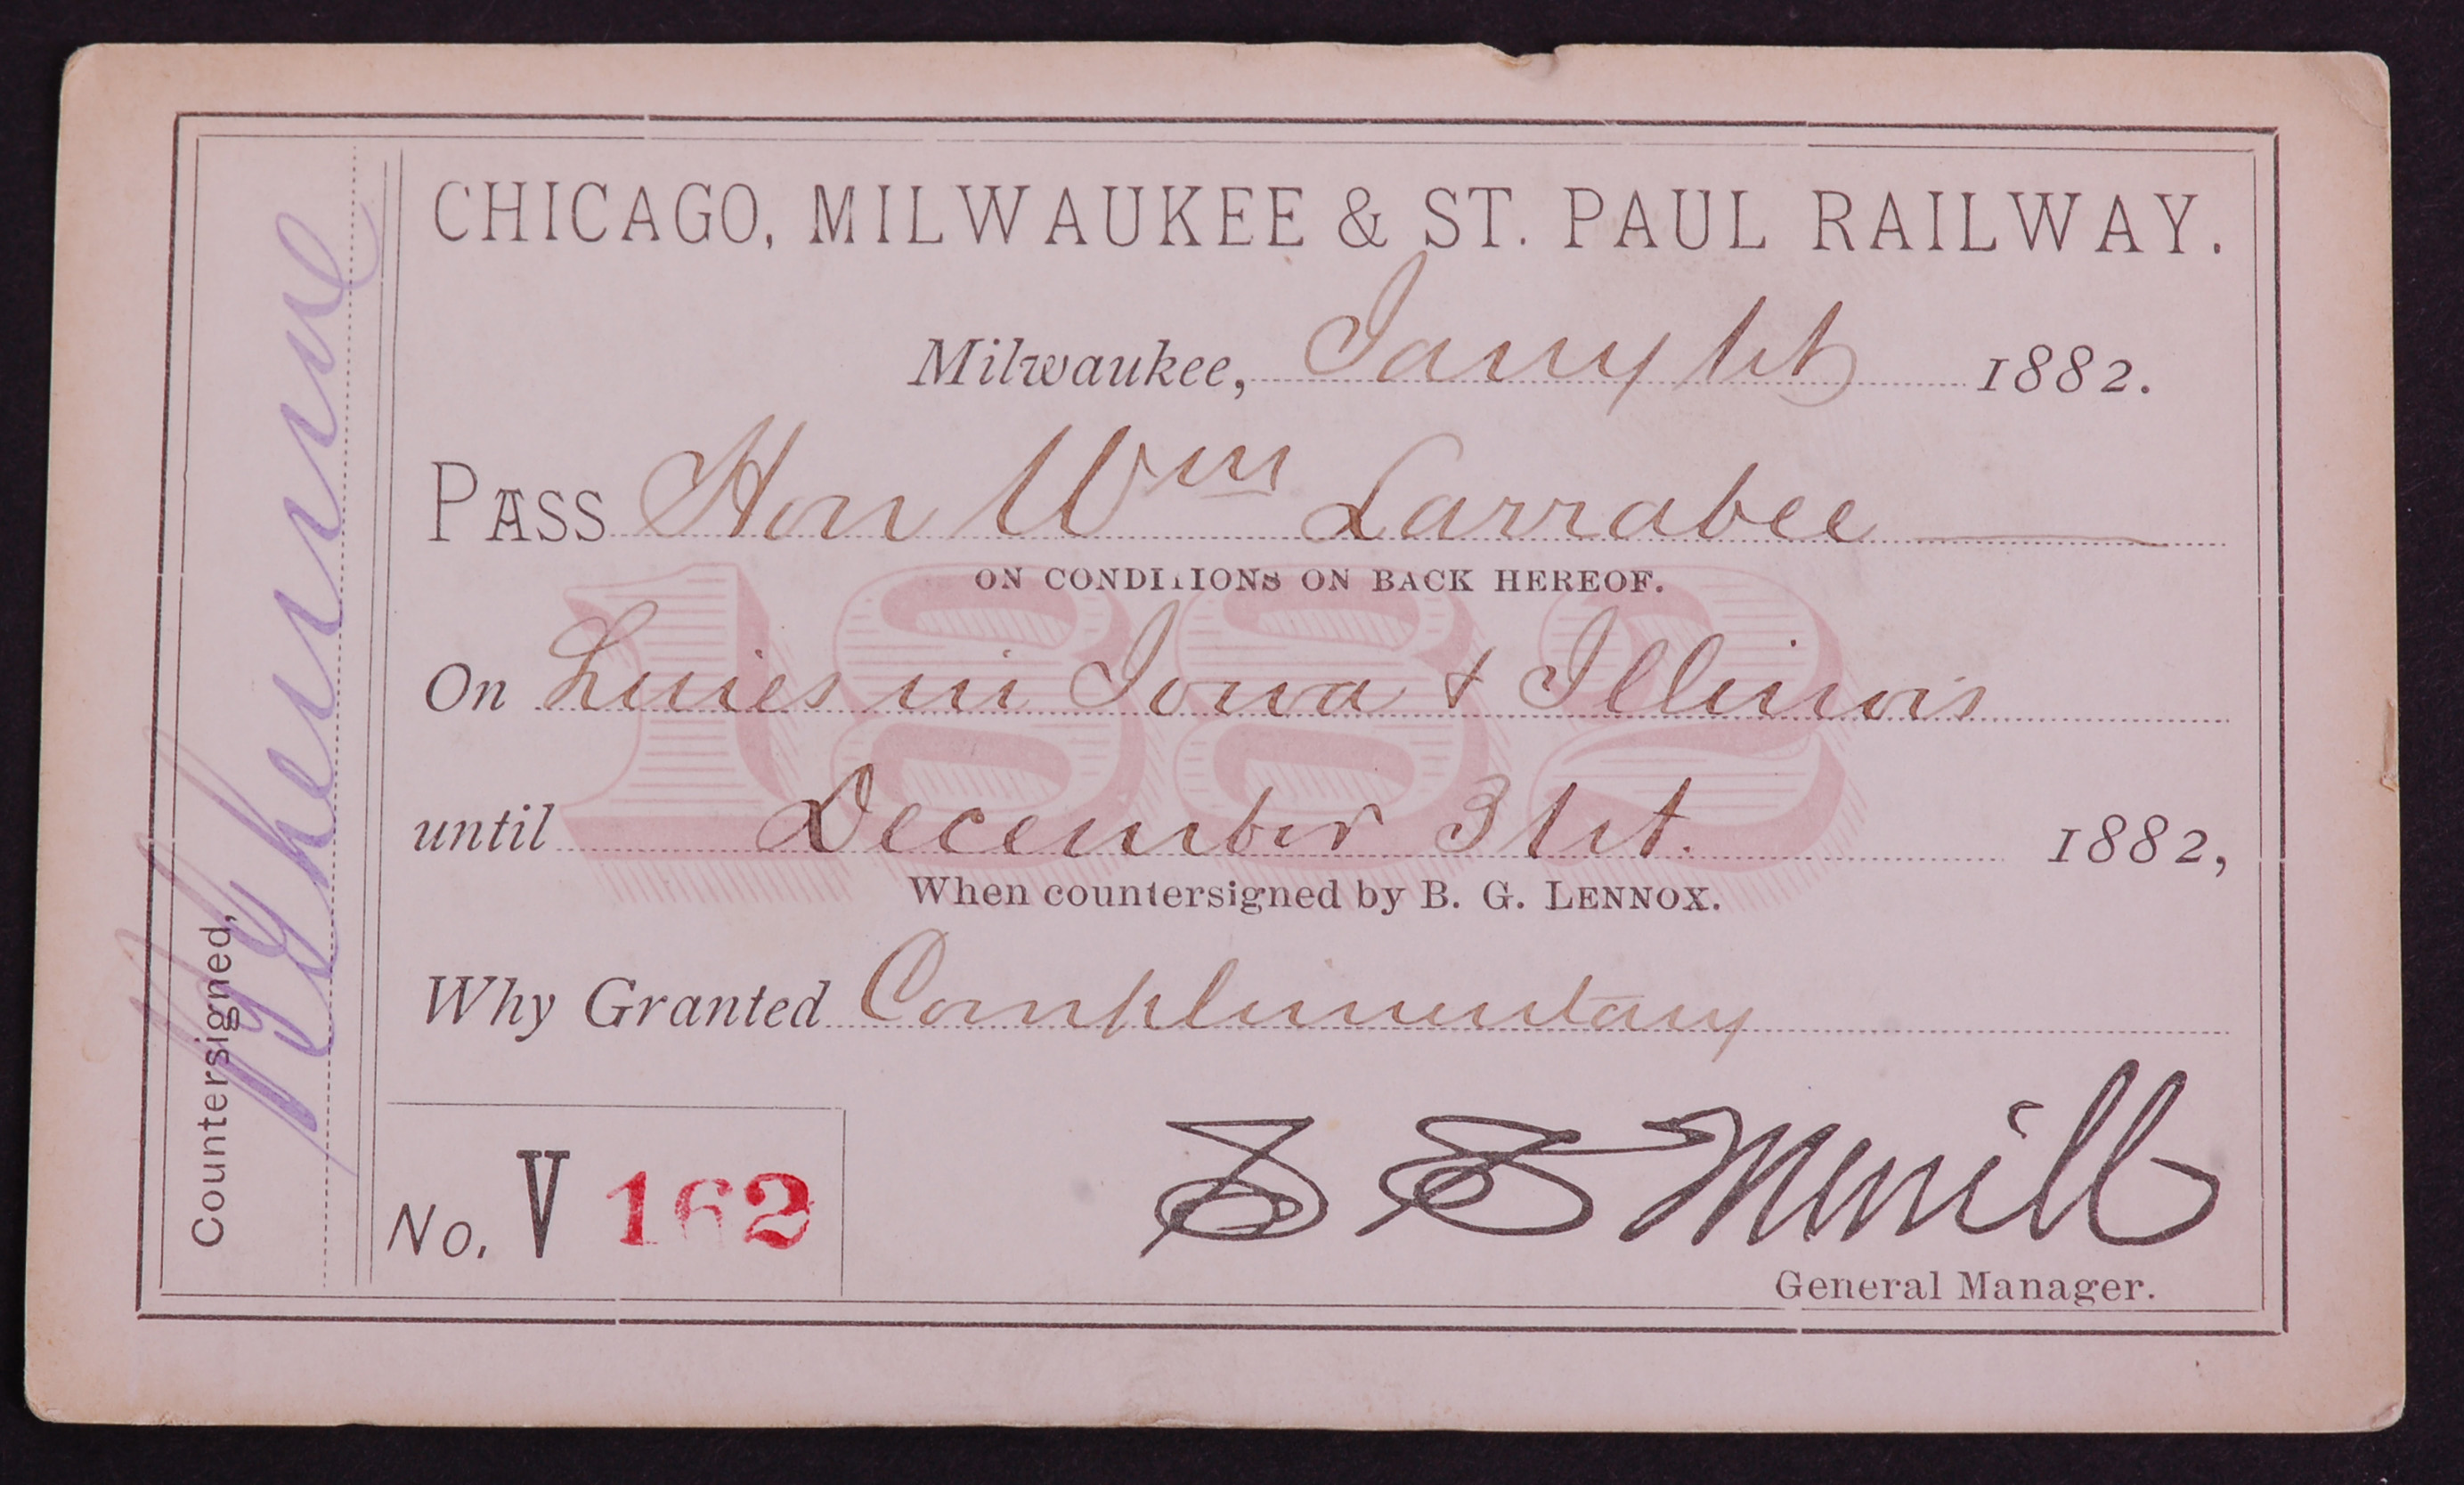 CHICAGO, MILWAUKEE & ST. PAUL RAILWAY.
Milwaukee, Jany 1st 1882.
PASS Hon Wm Larrabee
ON CONDITIONS ON BACK HEREOF.
1882
On Lines in Iowa & Illinois
until December 31st. 1882,
When countersigned by B. G. LENNOX.
Why Granted Complimentary
No. V 162
S S Merrill
General Manager.
Countersigned,